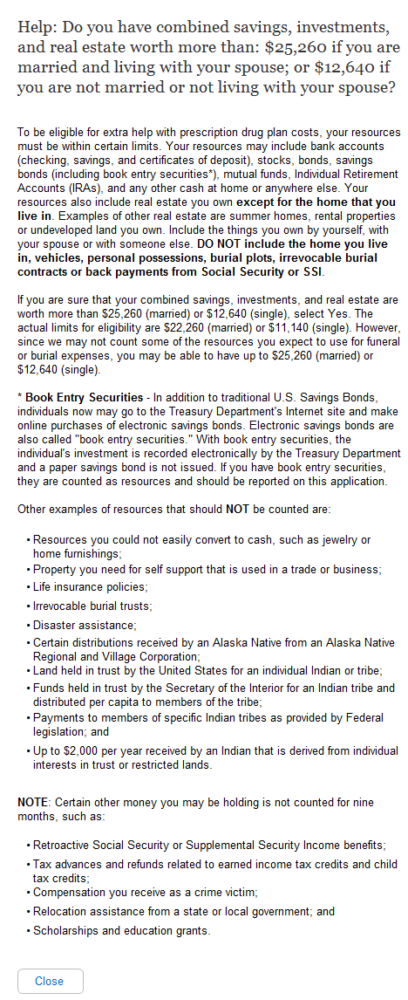 Help: Do you have combined savings, investments,
and real estate worth more than: $25,260 if you are
married and living with your spouse; or $12,640 if
you are not married or not living with your spouse?
To be eligible for extra help with prescription drug plan costs, your resources
must be within certain limits. Your resources may include bank accounts
(checking, savings, and certificates of deposit), stocks, bonds, savings
bonds (including book entry securities*), mutual funds, Individual Retirement
Accounts (IRAs), and any other cash at home or anywhere else. Your
resources also include real estate you own except for the home that you
live in. Examples of other real estate are summer homes, rental properties
or undeveloped land you own. Include the things you own by yourself, with
your spouse or with someone else. DO NOT include the home you live
in, vehicles, personal possessions, burial plots, irrevocable burial
contracts or back payments from Social Security or SSI.
If you are sure that your combined savings, investments, and real estate are
worth more than $25,260 (married) or $12,640 (single), select Yes. The
actual limits for eligibility are $22,260 (married) or $11,140 (single). However,
since we may not count some of the resources you expect to use for funeral
or burial expenses, you may be able to have up to $25,260 (married) or
$12,640 (single).
* Book Entry Securities - In addition to traditional U.S. Savings Bonds,
individuals now may go to the Treasury Department's Internet site and make
online purchases of electronic savings bonds. Electronic savings bonds are
also called "book entry securities." With book entry securities, the
individual's investment is recorded electronically by the Treasury Department
and a paper savings bond is not issued. If you have book entry securities,
they are counted as resources and should be reported on this application.
Other examples of resources that should NOT be counted are:
• Resources you could not easily convert to cash, such as jewelry or
home furnishings;
• Property you need for self support that is used in a trade or business;
• Life insurance policies;
• Irrevocable burial trusts;
• Disaster assistance;
• Certain distributions received by an Alaska Native from an Alaska Native
Regional and Village Corporation;
• Land held in trust by the United States for an individual Indian or tribe;
• Funds held in trust by the Secretary of the Interior for an Indian tribe and
distributed per capita to members of the tribe;
• Payments to members of specific Indian tribes as provided by Federal
legislation; and
• Up to $2,000 per year received by an Indian that is derived from individual
interests in trust or restricted lands.
NOTE: Certain other money you may be holding is not counted for nine
months, such as:
• Retroactive Social Security or Supplemental Security Income benefits;
• Tax advances and refunds related to earned income tax credits and child
tax credits;
• Compensation you receive as a crime victim;
• Relocation assistance from a state or local government; and
• Scholarships and education grants.
Close